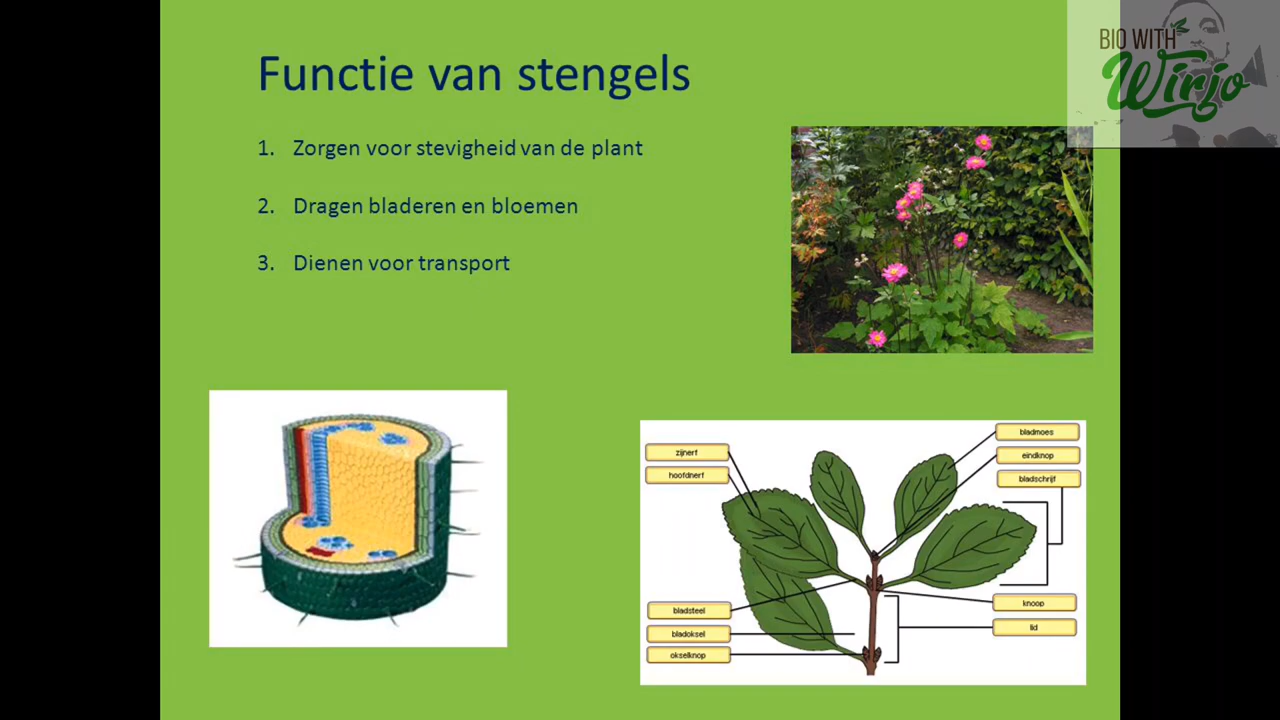 Functie van stengels
1. Zorgen voor stevigheid van de plant
2. Dragen bladeren en bloemen
3. Dienen voor transport
BIO WITH
Wirjo
zijnerf
hoofdnerf
bladsteel
bladoksel
okselknop
bladmoes
eindknop
bladschrijf
knoop
lid